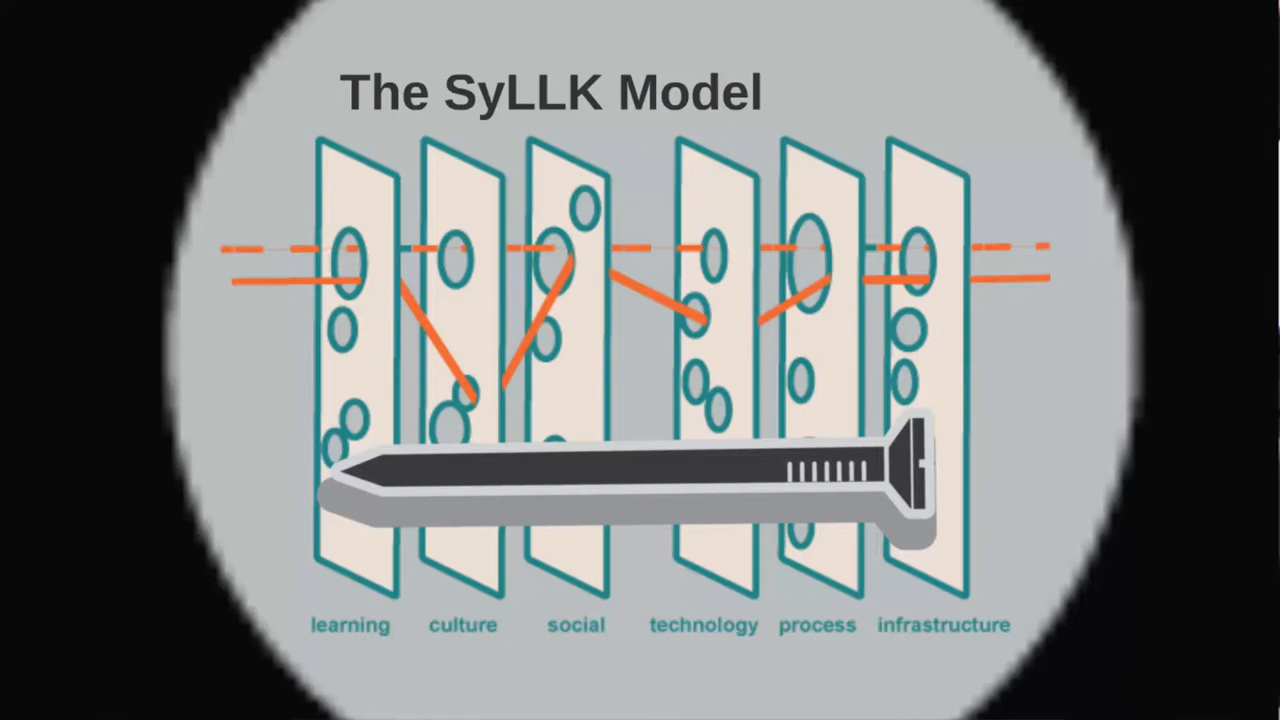 The SyLLK Model
learning culture social technology process infrastructure